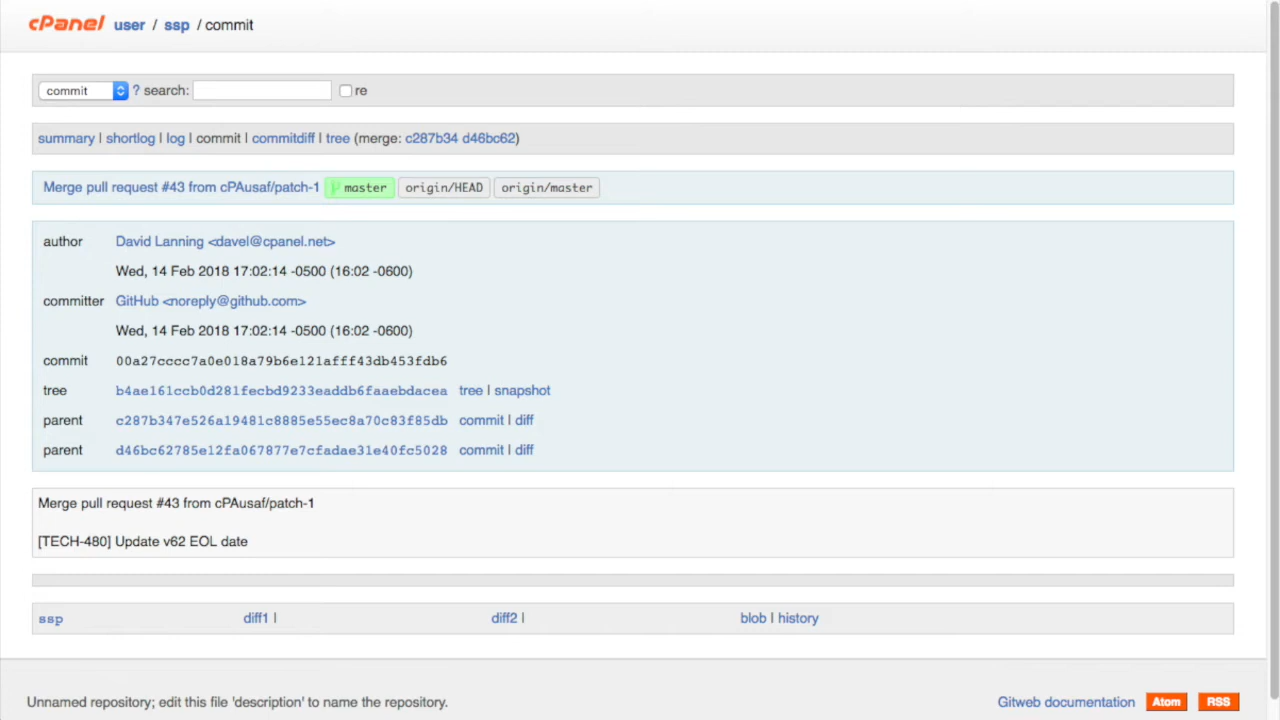 cPanel user / ssp / commit
commit ? search: re
summary | shortlog | log | commit | commitdiff | tree (merge: c287b34 d46bc62)
Merge pull request #43 from cPAusaf/patch-1 master origin/HEAD origin/master
author David Lanning <davel@cpanel.net>
Wed, 14 Feb 2018 17:02:14 -0500 (16:02 -0600)
committer GitHub <noreply@github.com>
Wed, 14 Feb 2018 17:02:14 -0500 (16:02 -0600)
commit 00a27cccc7a0e018a79b6e121afff43db453fdb6
tree b4ae161ccb0d281fecbd9233eaddb6faaebdacea tree | snapshot
parent c287b347e526a19481c8885e55ec8a70c83f85db commit | diff
parent d46bc62785e12fa067877e7cfadae31e40fc5028 commit | diff
Merge pull request #43 from cPAusaf/patch-1
[TECH-480] Update v62 EOL date
ssp diff1 | diff2 | blob | history
Unnamed repository; edit this file 'description' to name the repository. Gitweb documentation Atom RSS